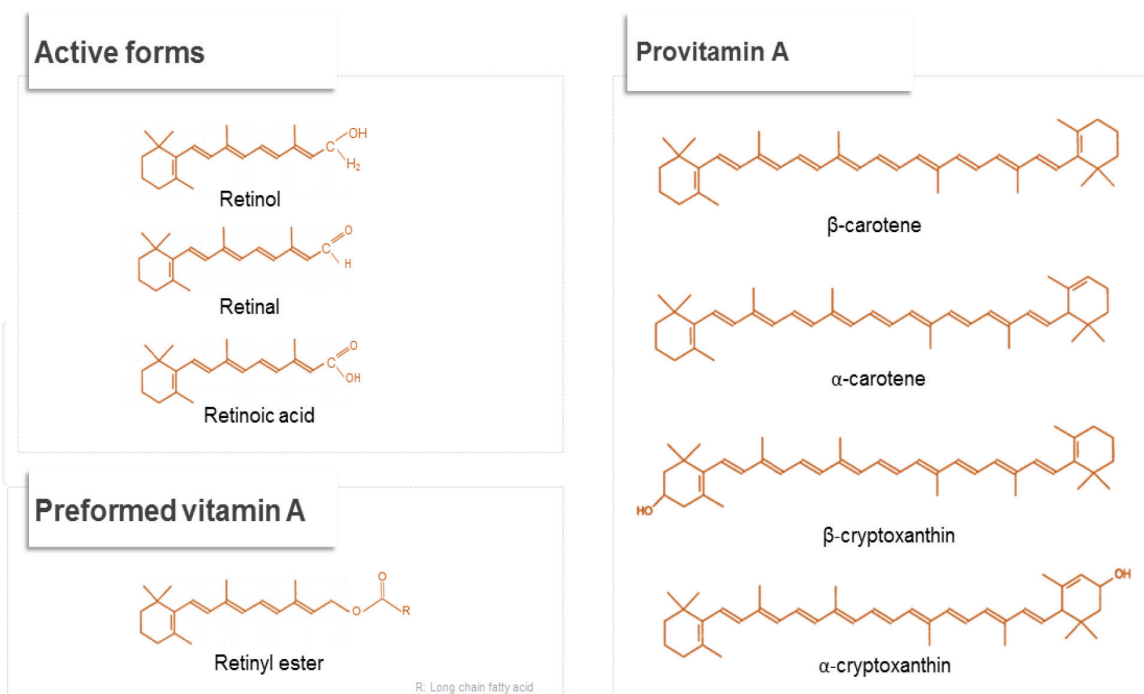 Active forms
OH
C
H₂
Retinol
O
C
H
Retinal
O
C
OH
Retinoic acid
Preformed vitamin A
O
O
R
Retinyl ester
R: Long chain fatty acid
Provitamin A
β-carotene
α-carotene
HO
β-cryptoxanthin
OH
α-cryptoxanthin